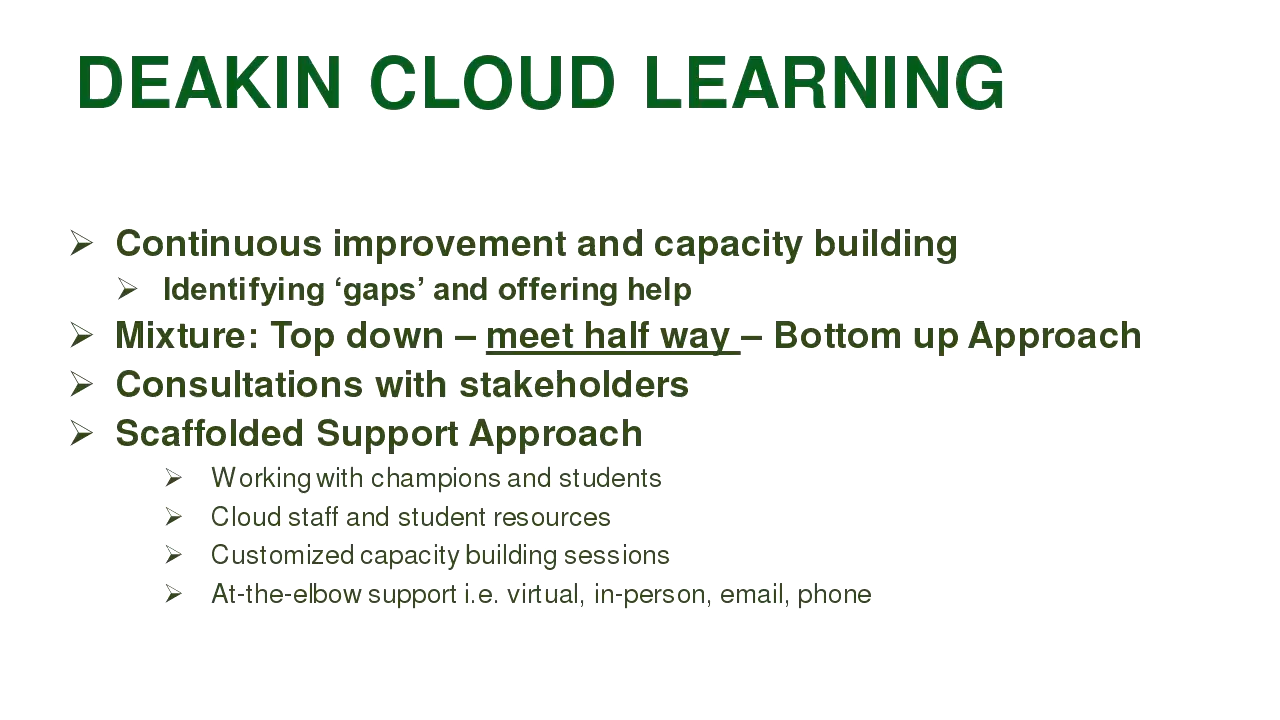 DEAKIN CLOUD LEARNING
➢ Continuous improvement and capacity building
➢ Identifying ‘gaps’ and offering help
➢ Mixture: Top down – meet half way – Bottom up Approach
➢ Consultations with stakeholders
➢ Scaffolded Support Approach
➢ Working with champions and students
➢ Cloud staff and student resources
➢ Customized capacity building sessions
➢ At-the-elbow support i.e. virtual, in-person, email, phone